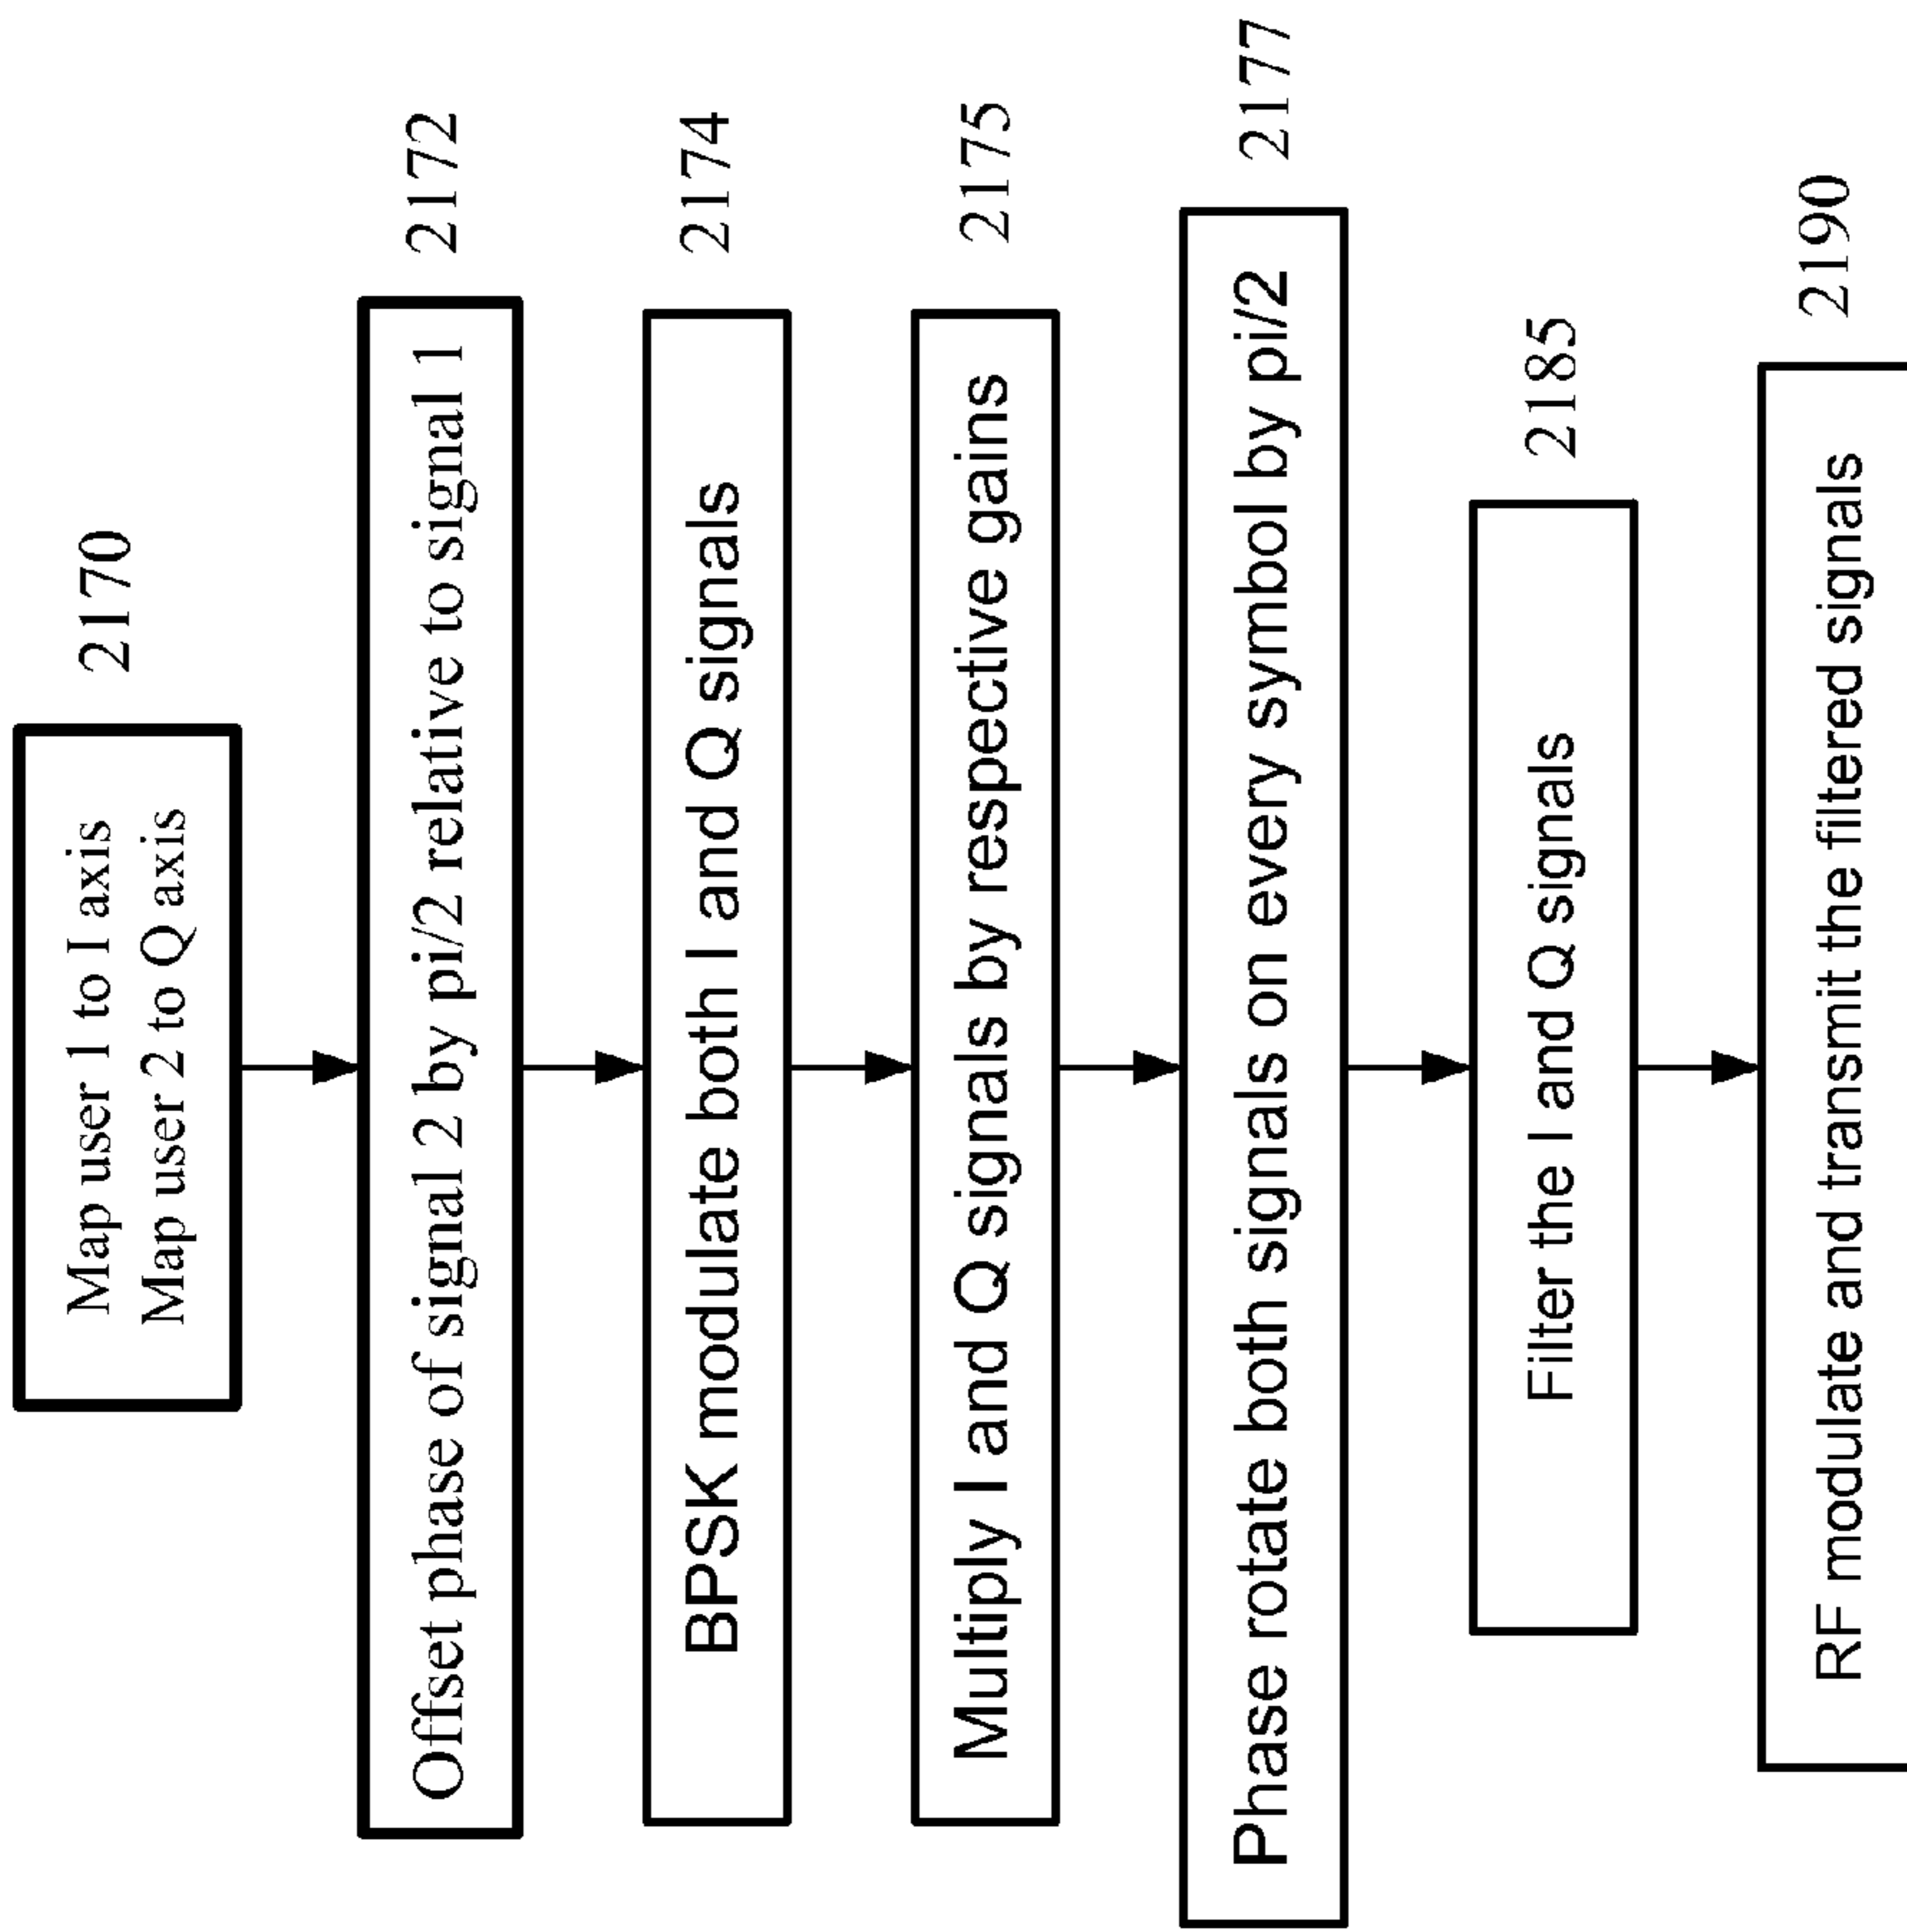 2170
Map user 1 to I axis
Map user 2 to Q axis
2172
Offset phase of signal 2 by pi/2 relative to signal 1
2174
BPSK modulate both I and Q signals
2175
Multiply I and Q signals by respective gains
2177
Phase rotate both signals on every symbol by pi/2
2185
Filter the I and Q signals
2190
RF modulate and transmit the filtered signals